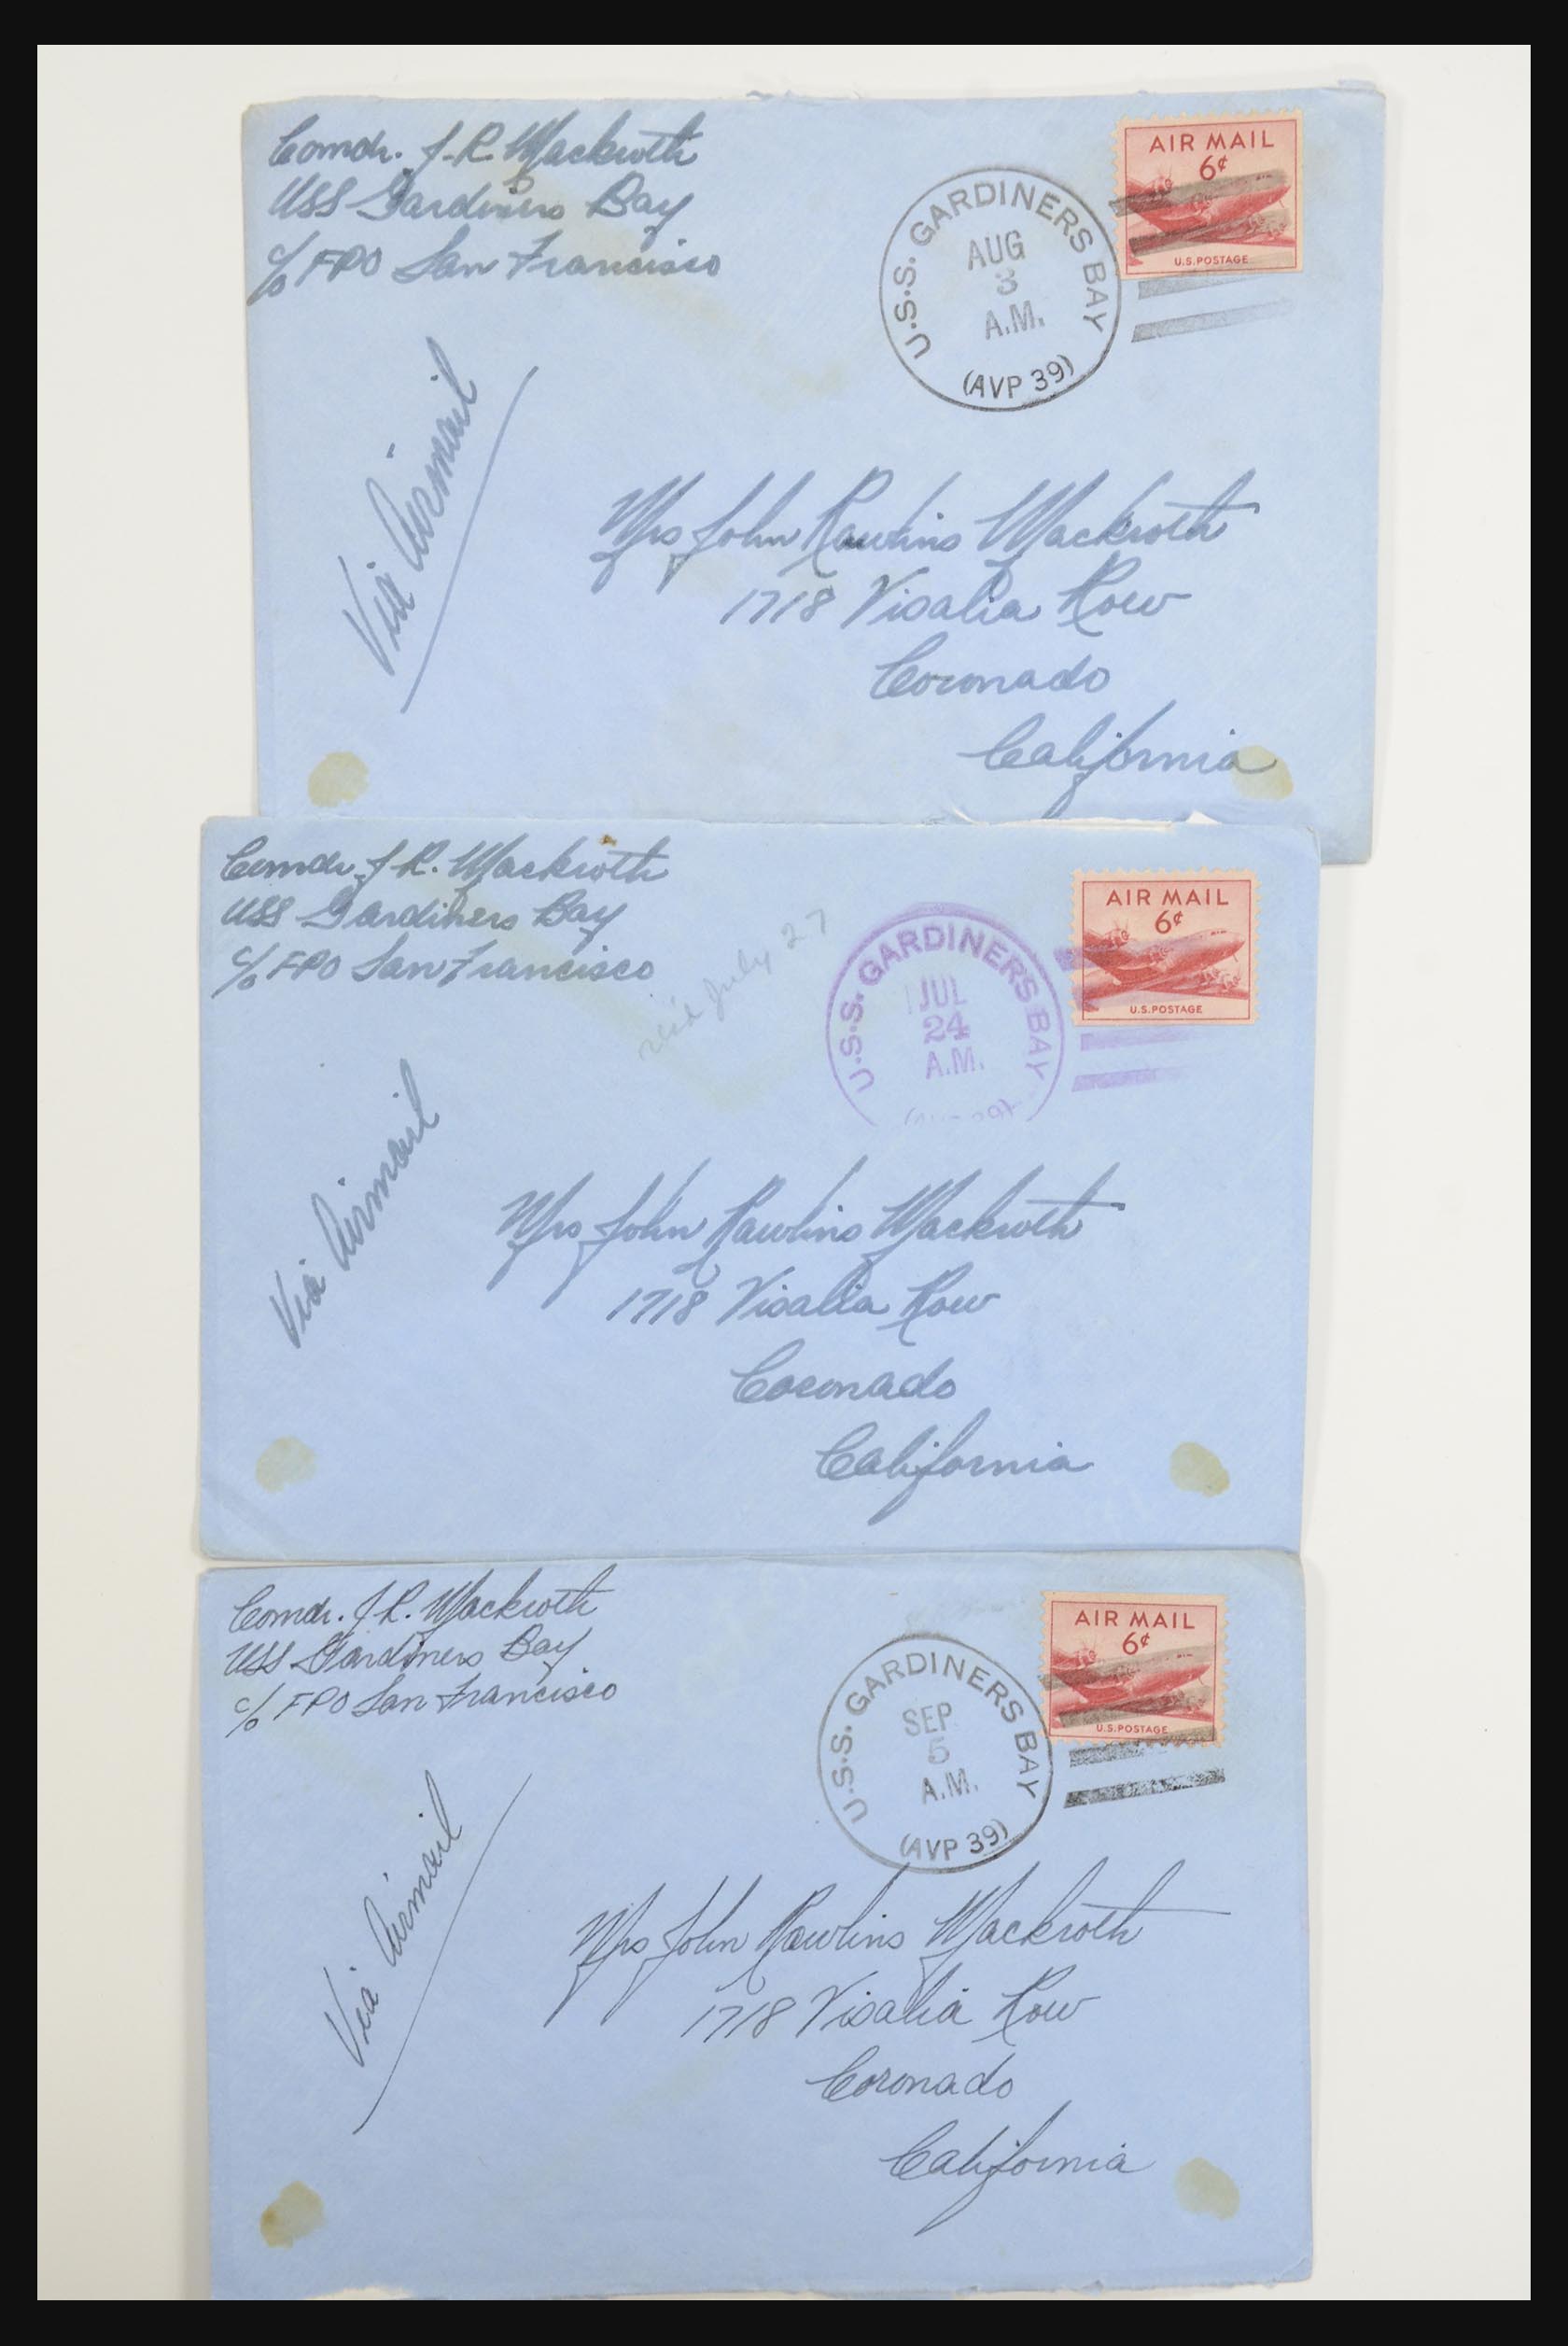 Comdr. J.R. Mackroth
USS Gardiners Bay
c/o FPO San Francisco
AIR MAIL
6¢
U.S. POSTAGE
U.S.S. GARDINERS BAY
AUG
3
A.M.
(AVP 39)
Via Airmail
Mrs John Rawlins Mackroth
1718 Visalia Row
Coronado
California
Comdr. J.R. Mackroth
USS Gardiners Bay
c/o FPO San Francisco
rec'd July 27
AIR MAIL
6¢
U.S. POSTAGE
U.S.S. GARDINERS BAY
JUL
24
A.M.
Via Airmail
Mrs John Rawlins Mackroth
1718 Visalia Row
Coronado
California
Comdr. J.R. Mackroth
USS Gardiners Bay
c/o FPO San Francisco
AIR MAIL
6¢
U.S. POSTAGE
U.S.S. GARDINERS BAY
SEP
5
A.M.
(AVP 39)
Via Airmail
Mrs John Rawlins Mackroth
1718 Visalia Row
Coronado
California